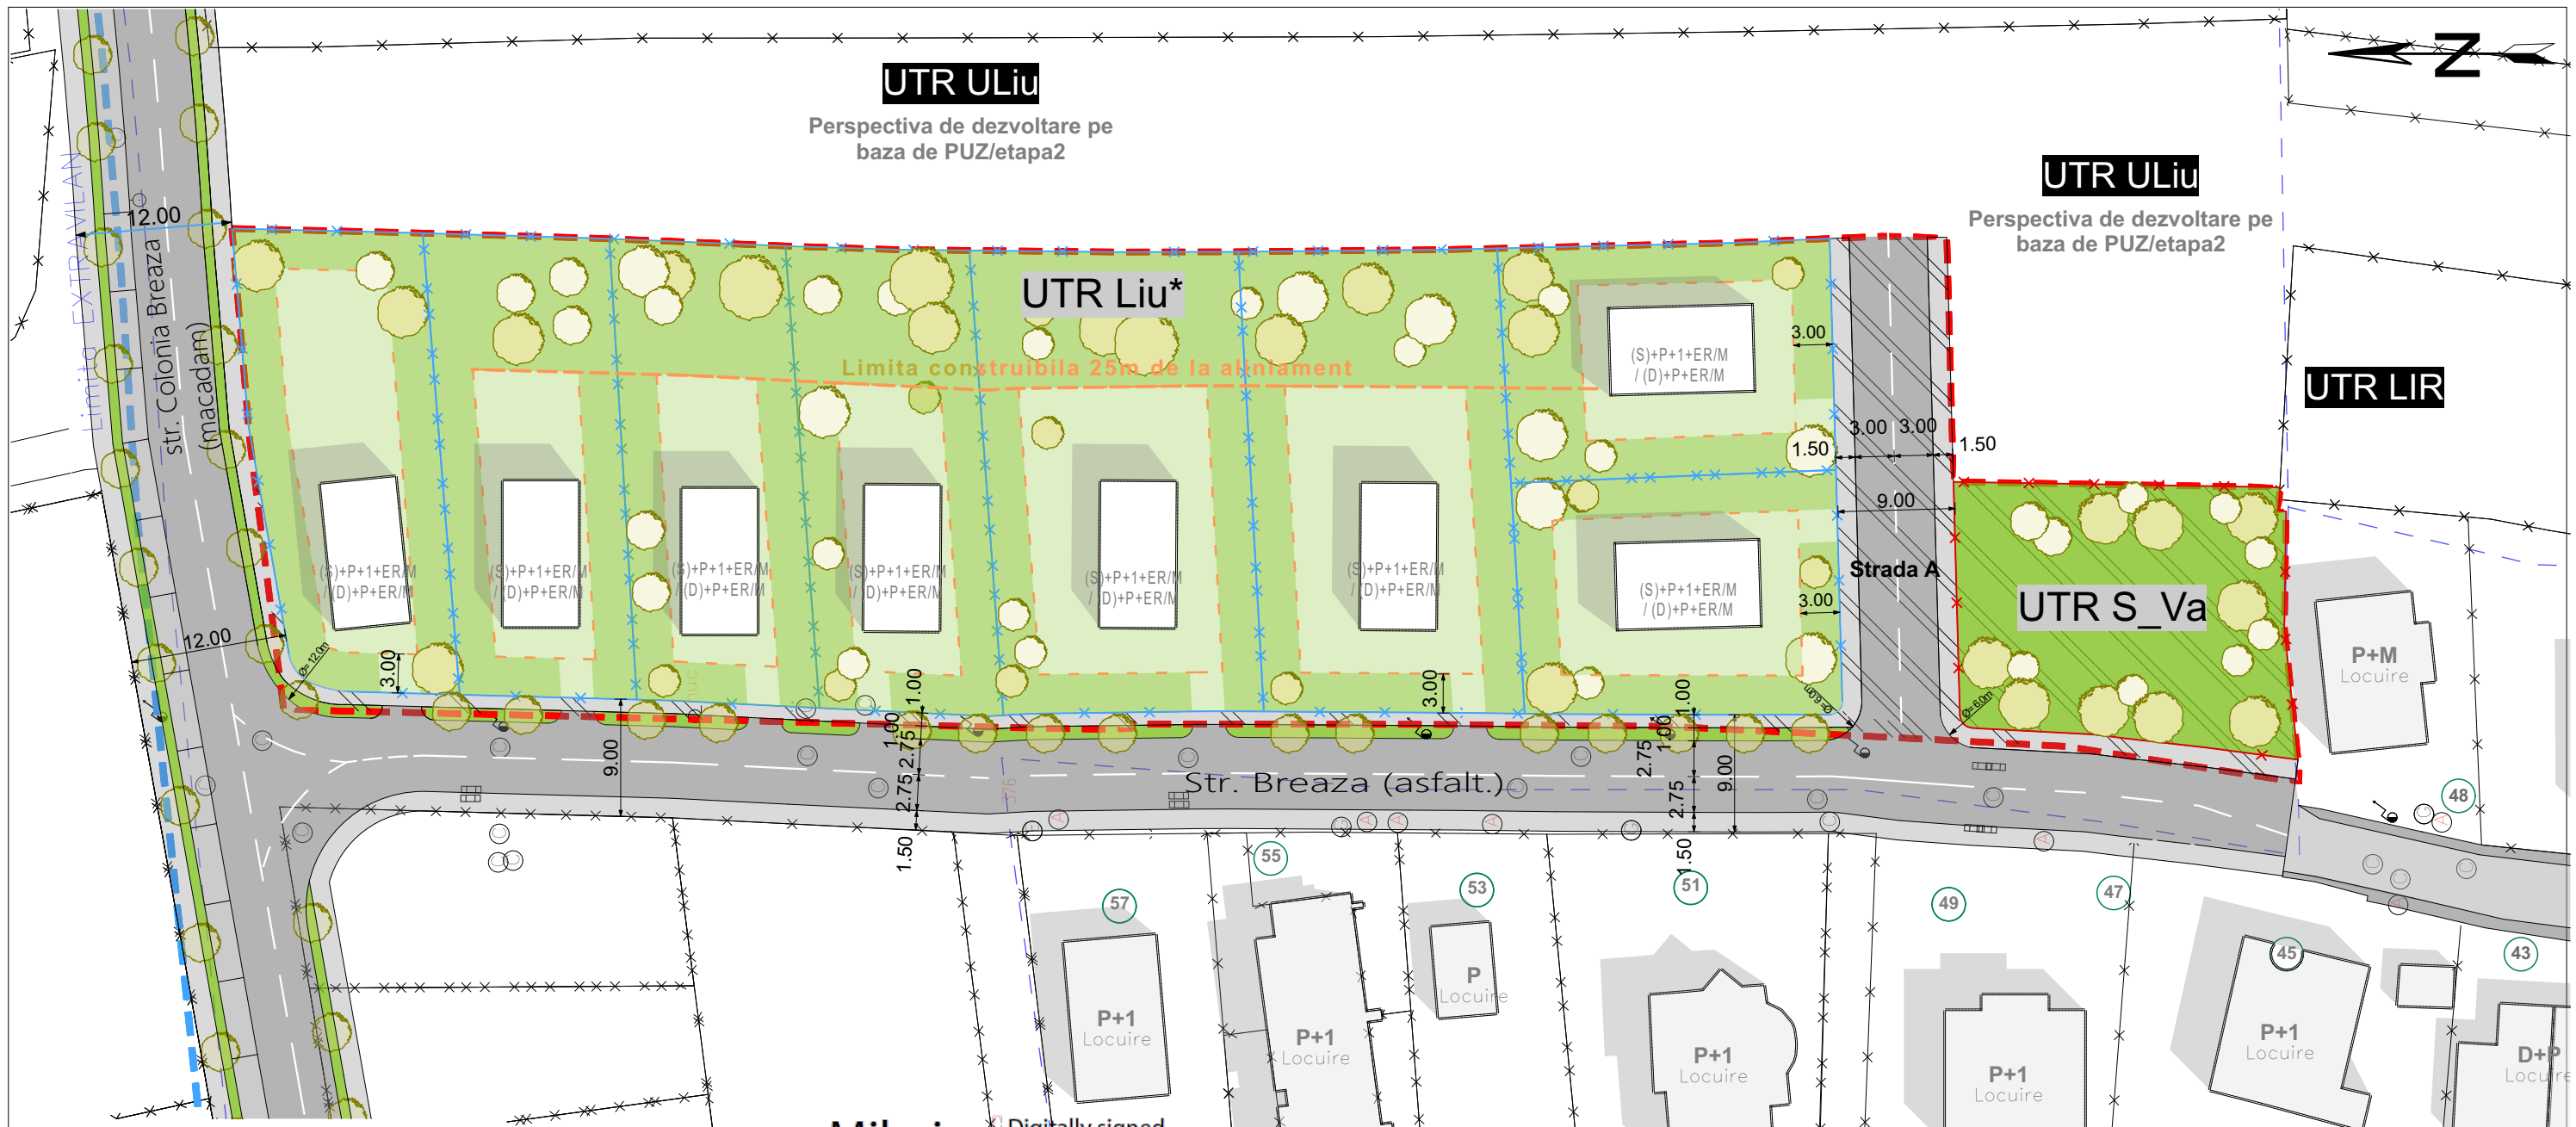 UTR ULiu
Perspectiva de dezvoltare pe
baza de PUZ/etapa2
N
UTR ULiu
Perspectiva de dezvoltare pe
baza de PUZ/etapa2
UTR LIR
Limita EXTRAVILAN
str. Colonia Breaza
(macadam)
12.00
12.00
UTR Liu*
Limita construibila 25m de la aliniament
(S)+P+1+ER/M
/ (D)+P+ER/M
3.00
3.00
3.00
1.50
1.50
9.00
Strada A
(S)+P+1+ER/M
/ (D)+P+ER/M
3.00
(S)+P+1+ER/M
/ (D)+P+ER/M
(S)+P+1+ER/M
/ (D)+P+ER/M
(S)+P+1+ER/M
/ (D)+P+ER/M
(S)+P+1+ER/M
/ (D)+P+ER/M
(S)+P+1+ER/M
/ (D)+P+ER/M
(S)+P+1+ER/M
/ (D)+P+ER/M
UTR S_Va
P+M
Locuire
Ø=12.0m
3.00
3.00
Ø=6.0m
Ø=6.0m
9.00
1.00
1.00
2.75
2.75
1.50
1.00
1.00
2.75
2.75
9.00
1.50
376
Str. Breaza (asfalt.)
48
55
57
53
51
49
47
45
43
P+1
Locuire
P+1
Locuire
P
Locuire
P+1
Locuire
P+1
Locuire
P+1
Locuire
D+P
Digitally signed